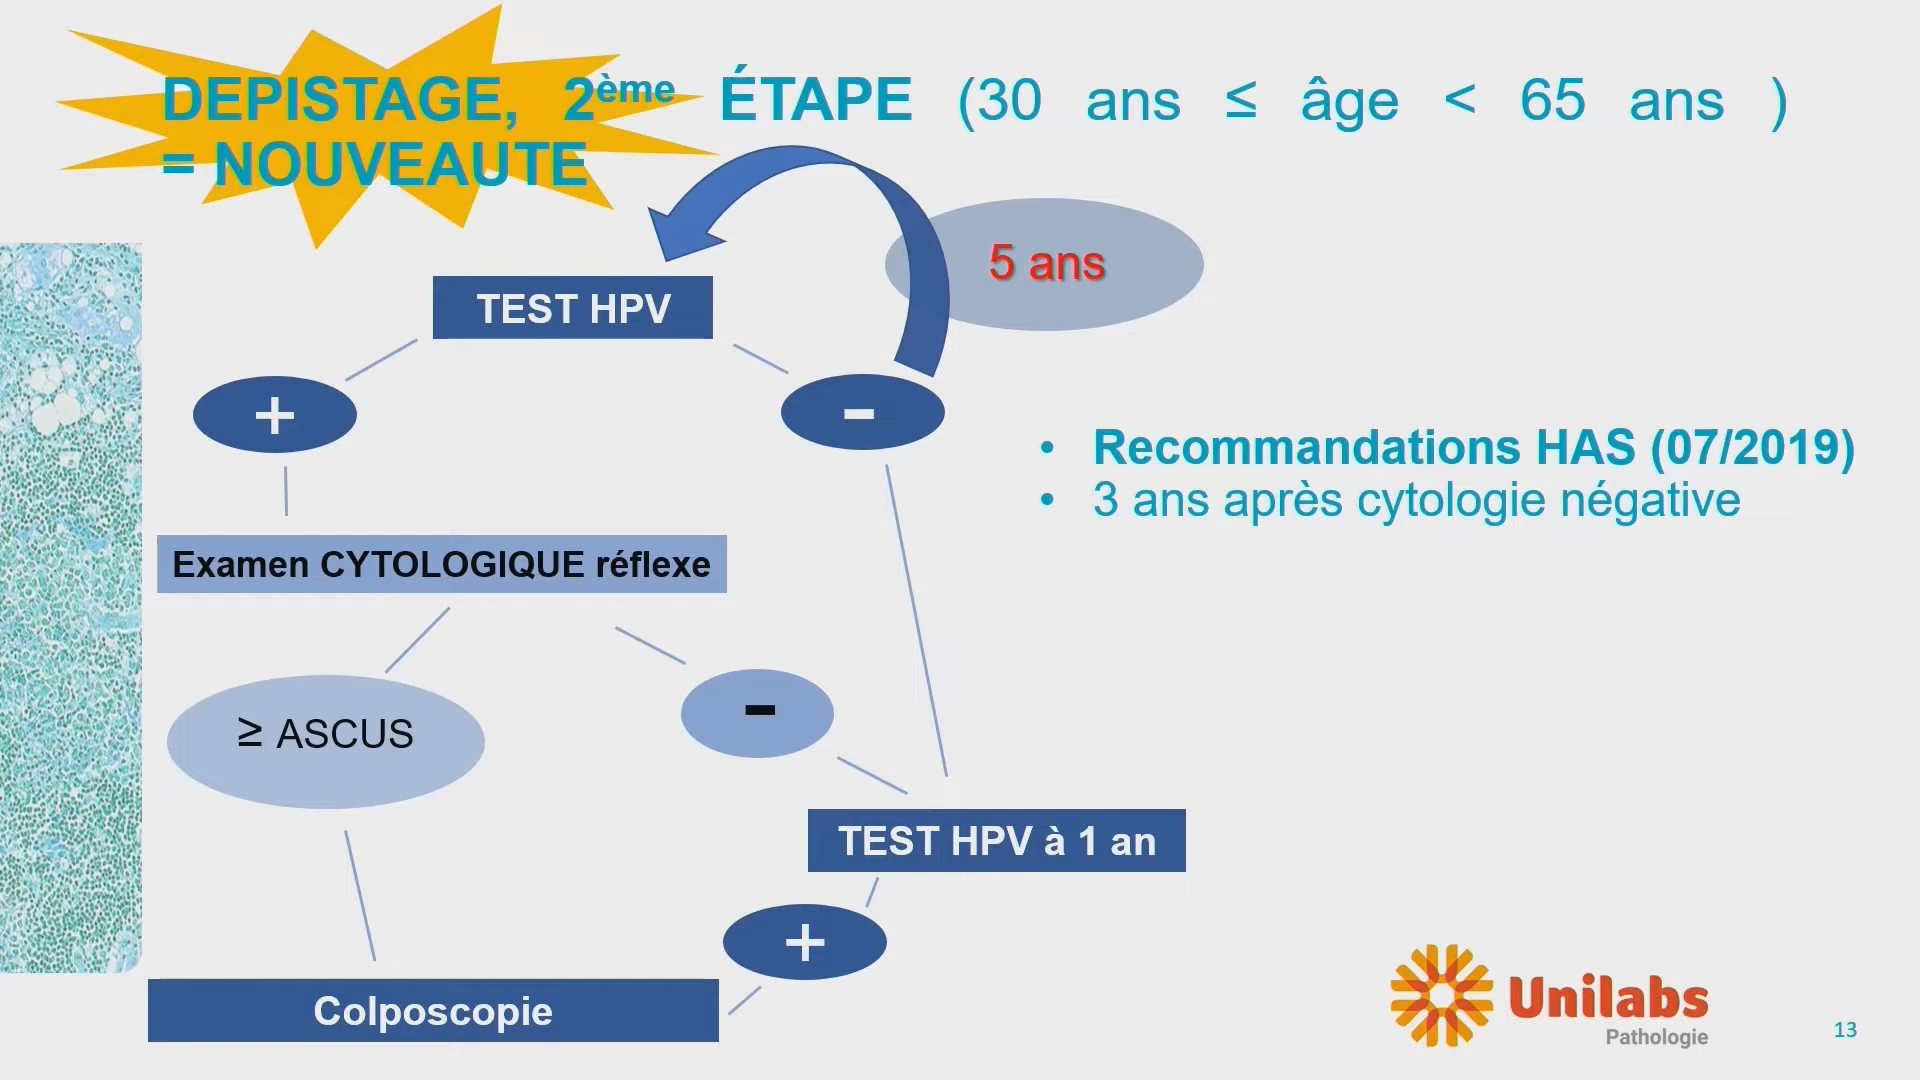 DEPISTAGE, 2ème ÉTAPE (30 ans ≤ âge < 65 ans )
= NOUVEAUTE
5 ans
TEST HPV
+
-
• Recommandations HAS (07/2019)
• 3 ans après cytologie négative
Examen CYTOLOGIQUE réflexe
≥ ASCUS
-
TEST HPV à 1 an
+
Colposcopie
Unilabs
Pathologie
13